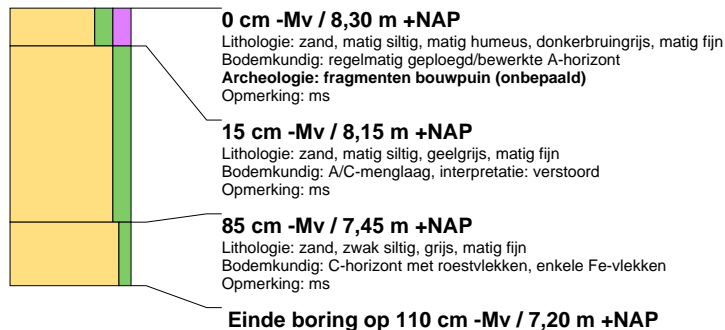 0 cm -Mv / 8,30 m +NAP
Lithologie: zand, matig siltig, matig humeus, donkerbruingrijs, matig fijn
Bodemkundig: regelmatig geploegd/bewerkte A-horizont
Archeologie: fragmenten bouwpuin (onbepaald)
Opmerking: ms
15 cm -Mv / 8,15 m +NAP
Lithologie: zand, matig siltig, geelgrijs, matig fijn
Bodemkundig: A/C-menglaag, interpretatie: verstoord
Opmerking: ms
85 cm -Mv / 7,45 m +NAP
Lithologie: zand, zwak siltig, grijs, matig fijn
Bodemkundig: C-horizont met roestvlekken, enkele Fe-vlekken
Opmerking: ms
Einde boring op 110 cm -Mv / 7,20 m +NAP